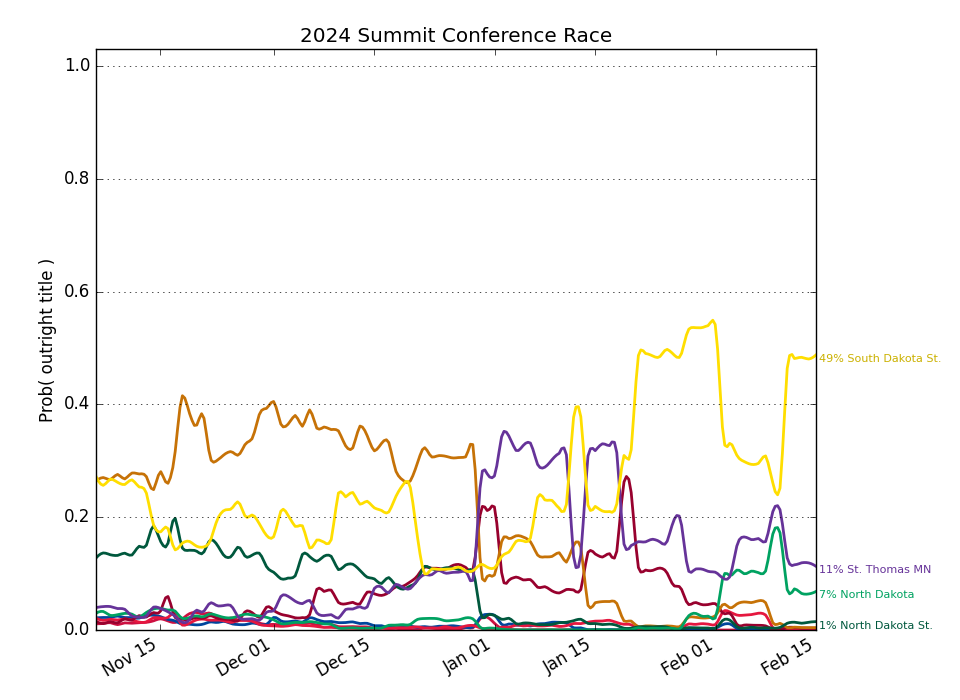 2024 Summit Conference Race
Prob( outright title )
1.0
0.8
0.6
0.4
0.2
0.0
49% South Dakota St.
11% St. Thomas MN
7% North Dakota
1% North Dakota St.
Nov 15
Dec 01
Dec 15
Jan 01
Jan 15
Feb 01
Feb 15